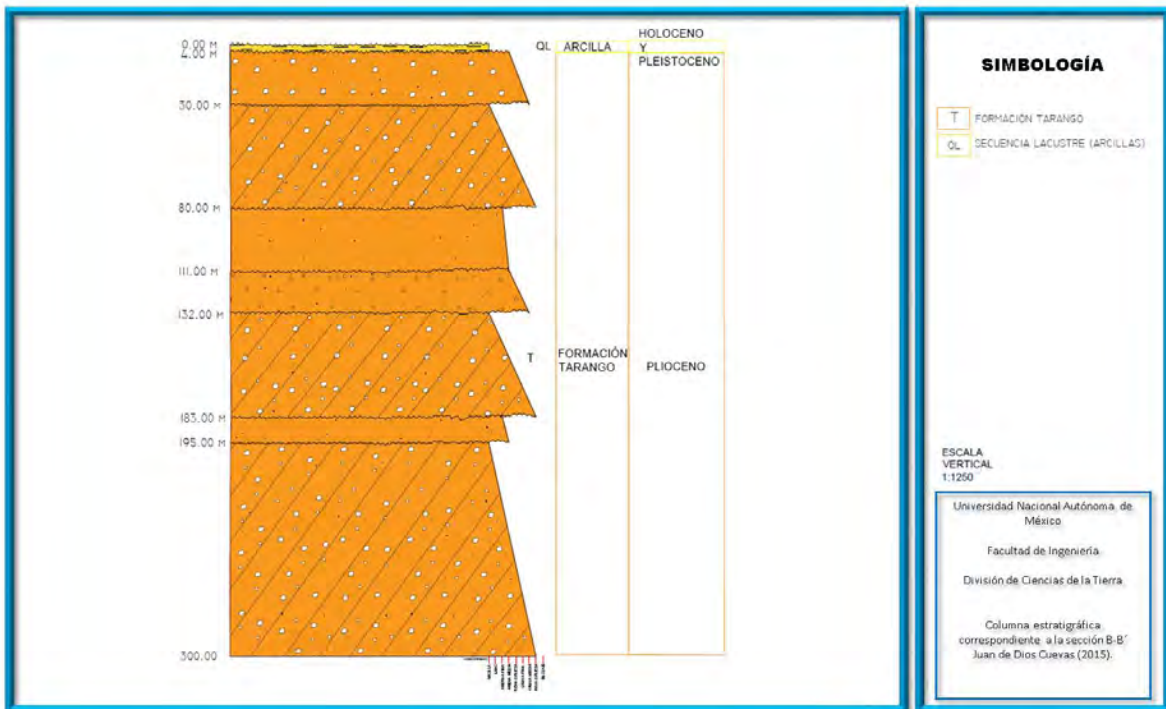 0.00 M
4.00 M
30.00 M
80.00 M
111.00 M
132.00 M
183.00 M
195.00 M
300.00
QL
ARCILLA
HOLOCENO
Y
PLEISTOCENO
T
FORMACIÓN
TARANGO
PLIOCENO
SIMBOLOGÍA
T FORMACIÓN TARANGO
QL SECUENCIA LACUSTRE (ARCILLAS)
ESCALA
VERTICAL
1:1250
Universidad Nacional Autónoma de
México
Facultad de Ingeniería
División de Ciencias de la Tierra
Columna estratigráfica
correspondiente a la sección B-B´
Juan de Dios Cuevas (2015).